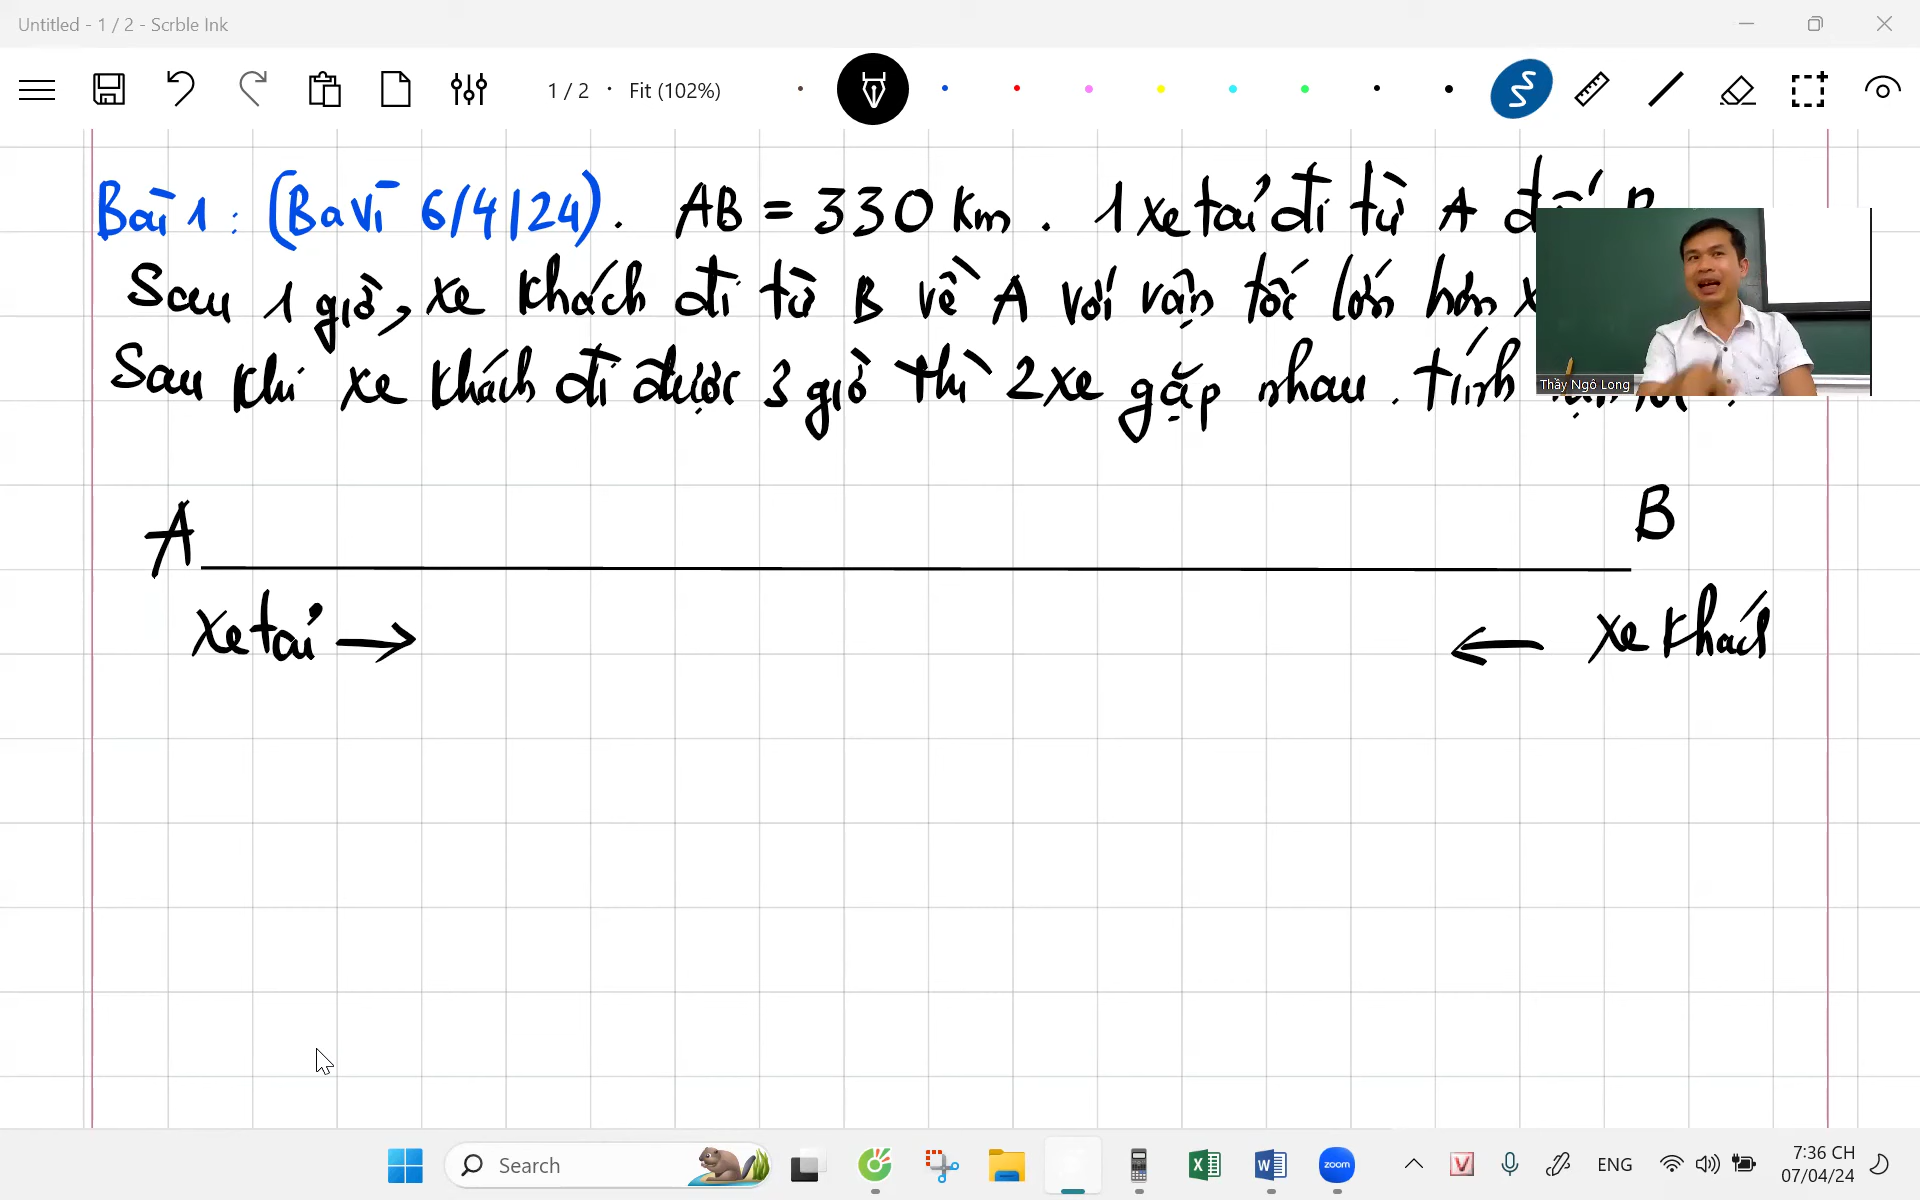 Untitled - 1 / 2 - Scrble Ink
1 / 2 · Fit (102%)
Bài 1 : (Ba Vì 6/4/24). AB = 330 Km . 1 xe tải đi từ A đến B
Sau 1 giờ, xe khách đi từ B về A với vận tốc lớn hơn x
Sau khi xe khách đi được 3 giờ thì 2 xe gặp nhau . tính
Thầy Ngô Long
A B
xe tải → ← xe khách
Search
zoom
ENG
7:36 CH
07/04/24